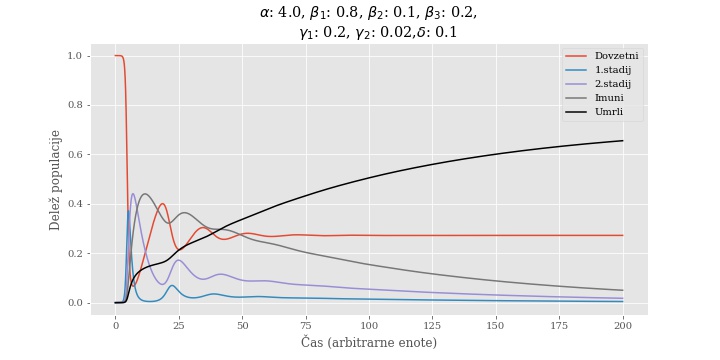 α: 4.0, β₁: 0.8, β₂: 0.1, β₃: 0.2,
γ₁: 0.2, γ₂: 0.02,δ: 0.1
Dovzetni
1.stadij
2.stadij
Imuni
Umrli
Delež populacije
1.0
0.8
0.6
0.4
0.2
0.0
0 25 50 75 100 125 150 175 200
Čas (arbitrarne enote)